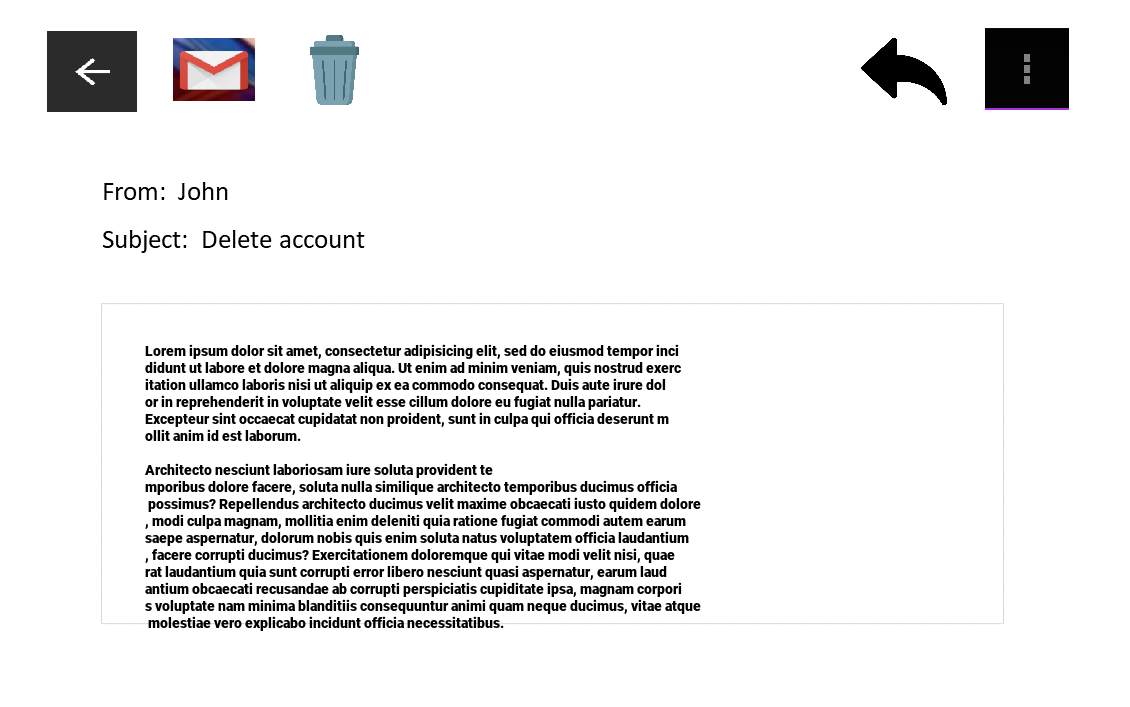 From:  John
Subject:  Delete account
Lorem ipsum dolor sit amet, consectetur adipisicing elit, sed do eiusmod tempor inci
didunt ut labore et dolore magna aliqua. Ut enim ad minim veniam, quis nostrud exerc
itation ullamco laboris nisi ut aliquip ex ea commodo consequat. Duis aute irure dol
or in reprehenderit in voluptate velit esse cillum dolore eu fugiat nulla pariatur.
Excepteur sint occaecat cupidatat non proident, sunt in culpa qui officia deserunt m
ollit anim id est laborum.
Architecto nesciunt laboriosam iure soluta provident te
mporibus dolore facere, soluta nulla similique architecto temporibus ducimus officia
possimus? Repellendus architecto ducimus velit maxime obcaecati iusto quidem dolore
, modi culpa magnam, mollitia enim deleniti quia ratione fugiat commodi autem earum
saepe aspernatur, dolorum nobis quis enim soluta natus voluptatem officia laudantium
, facere corrupti ducimus? Exercitationem doloremque qui vitae modi velit nisi, quae
rat laudantium quia sunt corrupti error libero nesciunt quasi aspernatur, earum laud
antium obcaecati recusandae ab corrupti perspiciatis cupiditate ipsa, magnam corpori
s voluptate nam minima blanditiis consequuntur animi quam neque ducimus, vitae atque
molestiae vero explicabo incidunt officia necessitatibus.